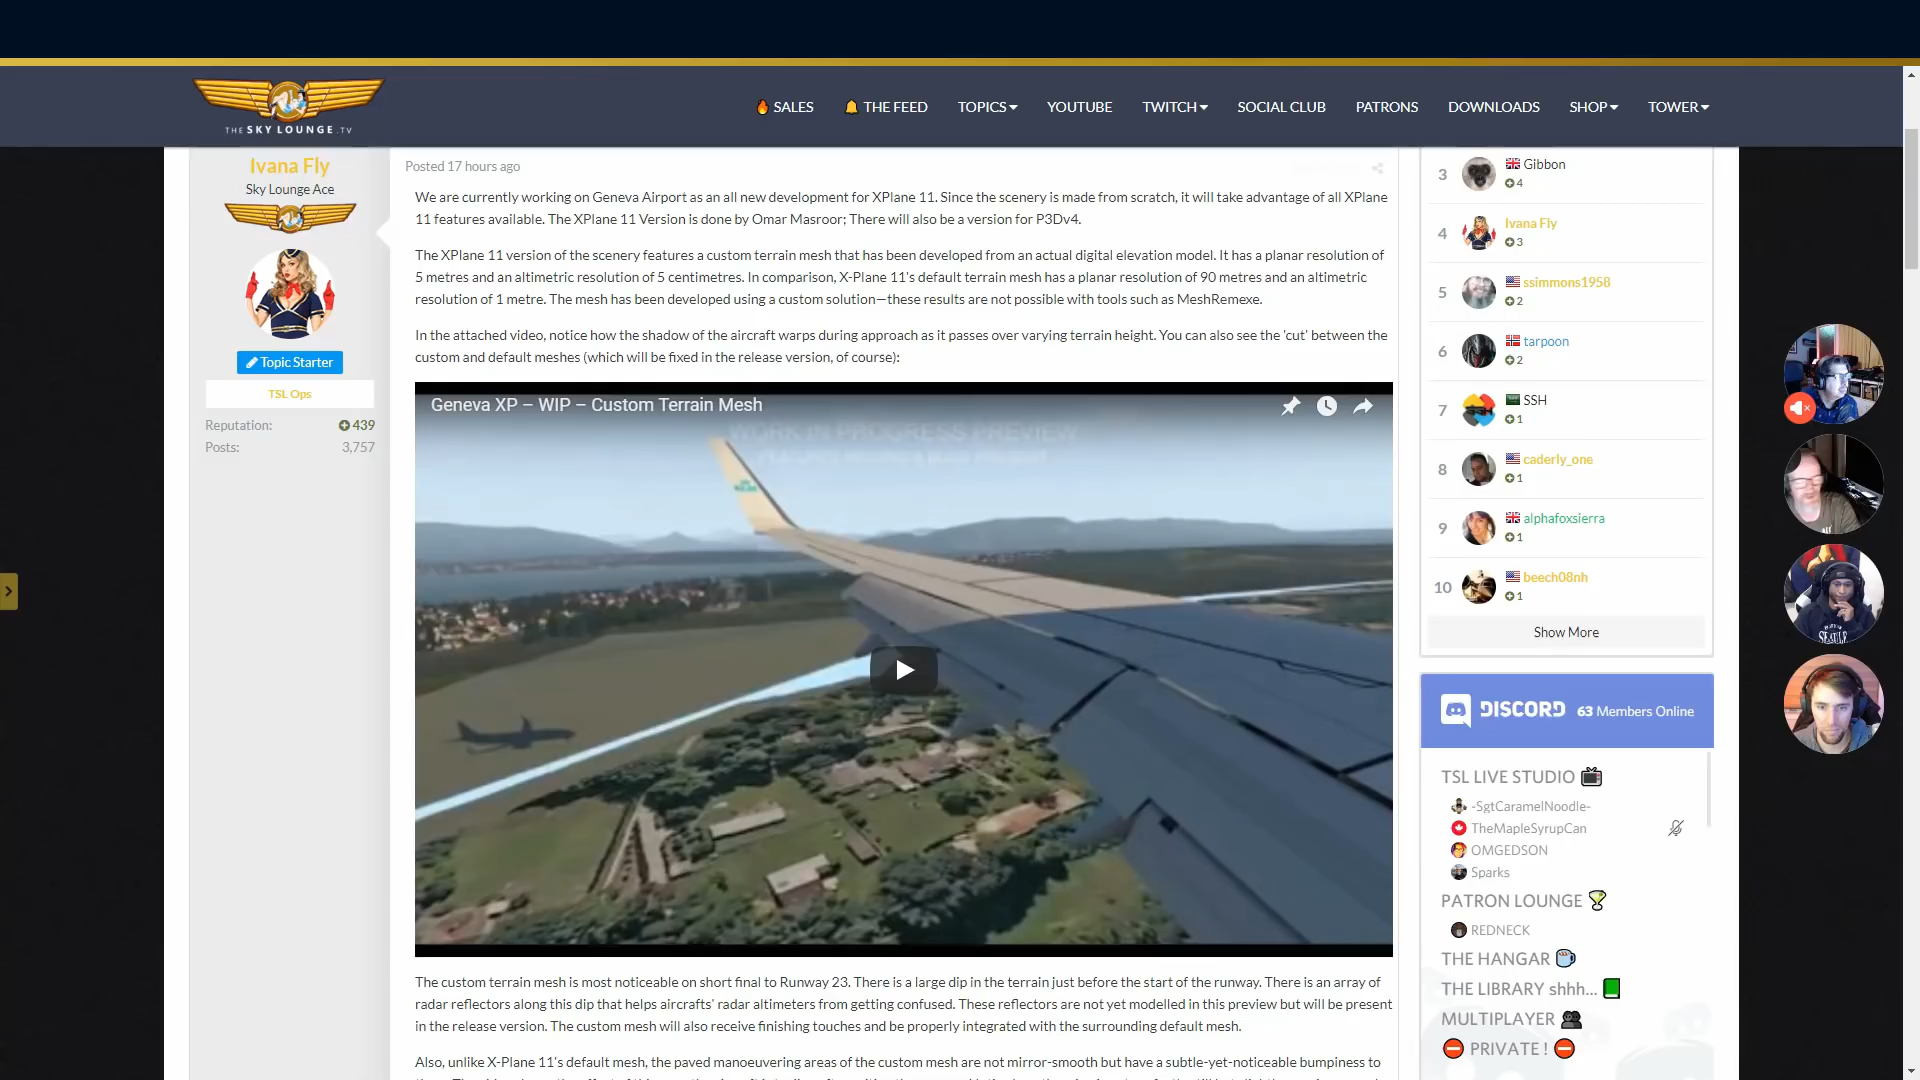 SALES
THE FEED
TOPICS
YOUTUBE
TWITCH
SOCIAL CLUB
PATRONS
DOWNLOADS
SHOP
TOWER
THE SKY LOUNGE .TV
Ivana Fly
Sky Lounge Ace
Topic Starter
TSL Ops
Reputation: 439
Posts: 3,757
Posted 17 hours ago
We are currently working on Geneva Airport as an all new development for XPlane 11. Since the scenery is made from scratch, it will take advantage of all XPlane
11 features available. The XPlane 11 Version is done by Omar Masroor; There will also be a version for P3Dv4.
The XPlane 11 version of the scenery features a custom terrain mesh that has been developed from an actual digital elevation model. It has a planar resolution of
5 metres and an altimetric resolution of 5 centimetres. In comparison, X-Plane 11's default terrain mesh has a planar resolution of 90 metres and an altimetric
resolution of 1 metre. The mesh has been developed using a custom solution—these results are not possible with tools such as MeshRemexe.
In the attached video, notice how the shadow of the aircraft warps during approach as it passes over varying terrain height. You can also see the 'cut' between the
custom and default meshes (which will be fixed in the release version, of course):
Geneva XP – WIP – Custom Terrain Mesh
WORK IN PROGRESS PREVIEW
The custom terrain mesh is most noticeable on short final to Runway 23. There is a large dip in the terrain just before the start of the runway. There is an array of
radar reflectors along this dip that helps aircrafts' radar altimeters from getting confused. These reflectors are not yet modelled in this preview but will be present
in the release version. The custom mesh will also receive finishing touches and be properly integrated with the surrounding default mesh.
Also, unlike X-Plane 11's default mesh, the paved manoeuvering areas of the custom mesh are not mirror-smooth but have a subtle-yet-noticeable bumpiness to
3
Gibbon
4
4
Ivana Fly
3
5
ssimmons1958
2
6
tarpoon
2
7
SSH
1
8
caderly_one
1
9
alphafoxsierra
1
10
beech08nh
1
Show More
DISCORD 63 Members Online
TSL LIVE STUDIO
-SgtCaramelNoodle-
TheMapleSyrupCan
OMGEDSON
Sparks
PATRON LOUNGE
REDNECK
THE HANGAR
THE LIBRARY shhh...
MULTIPLAYER
PRIVATE !